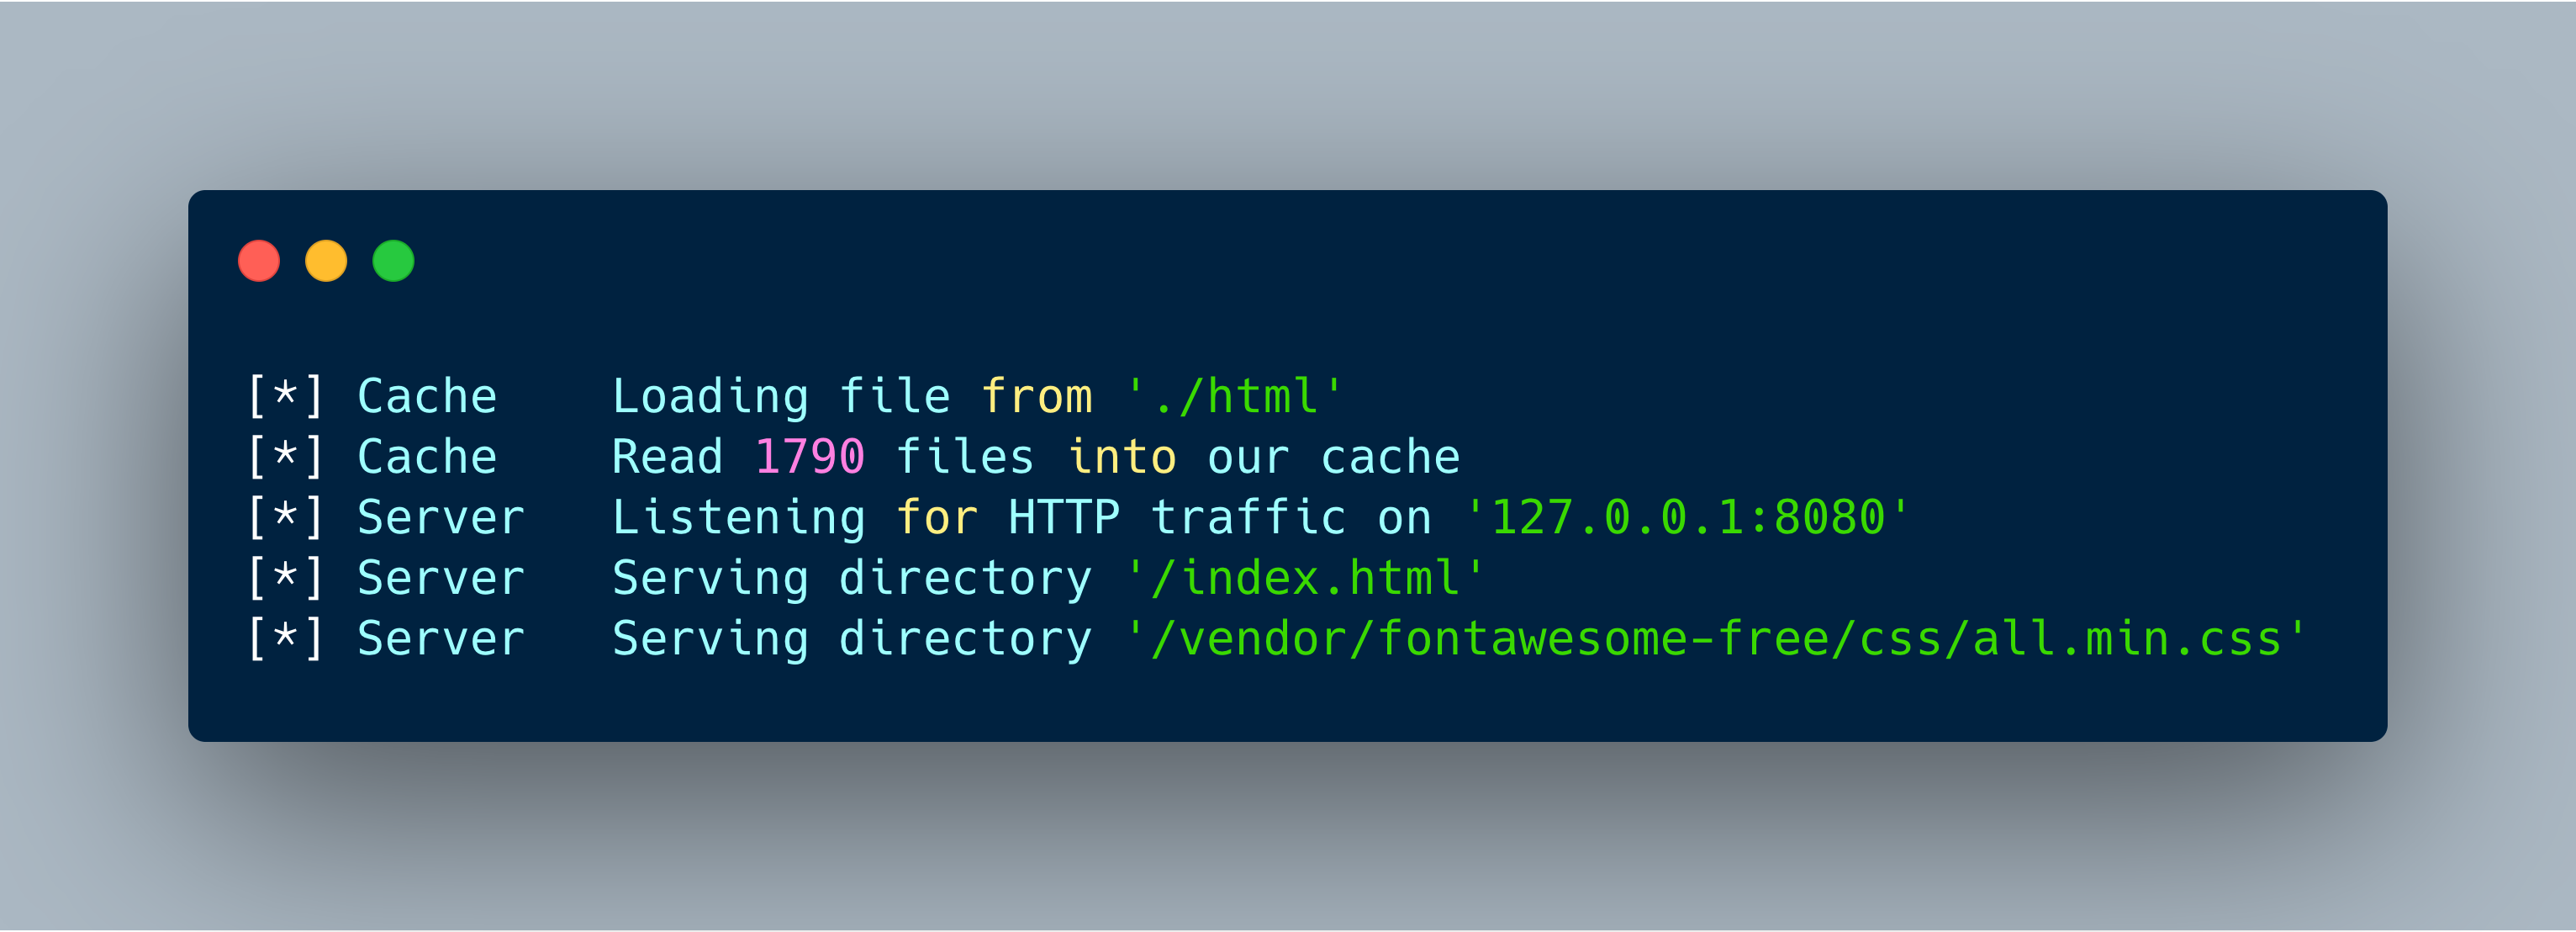 [*] Cache    Loading file from './html'
[*] Cache    Read 1790 files into our cache
[*] Server   Listening for HTTP traffic on '127.0.0.1:8080'
[*] Server   Serving directory '/index.html'
[*] Server   Serving directory '/vendor/fontawesome-free/css/all.min.css'